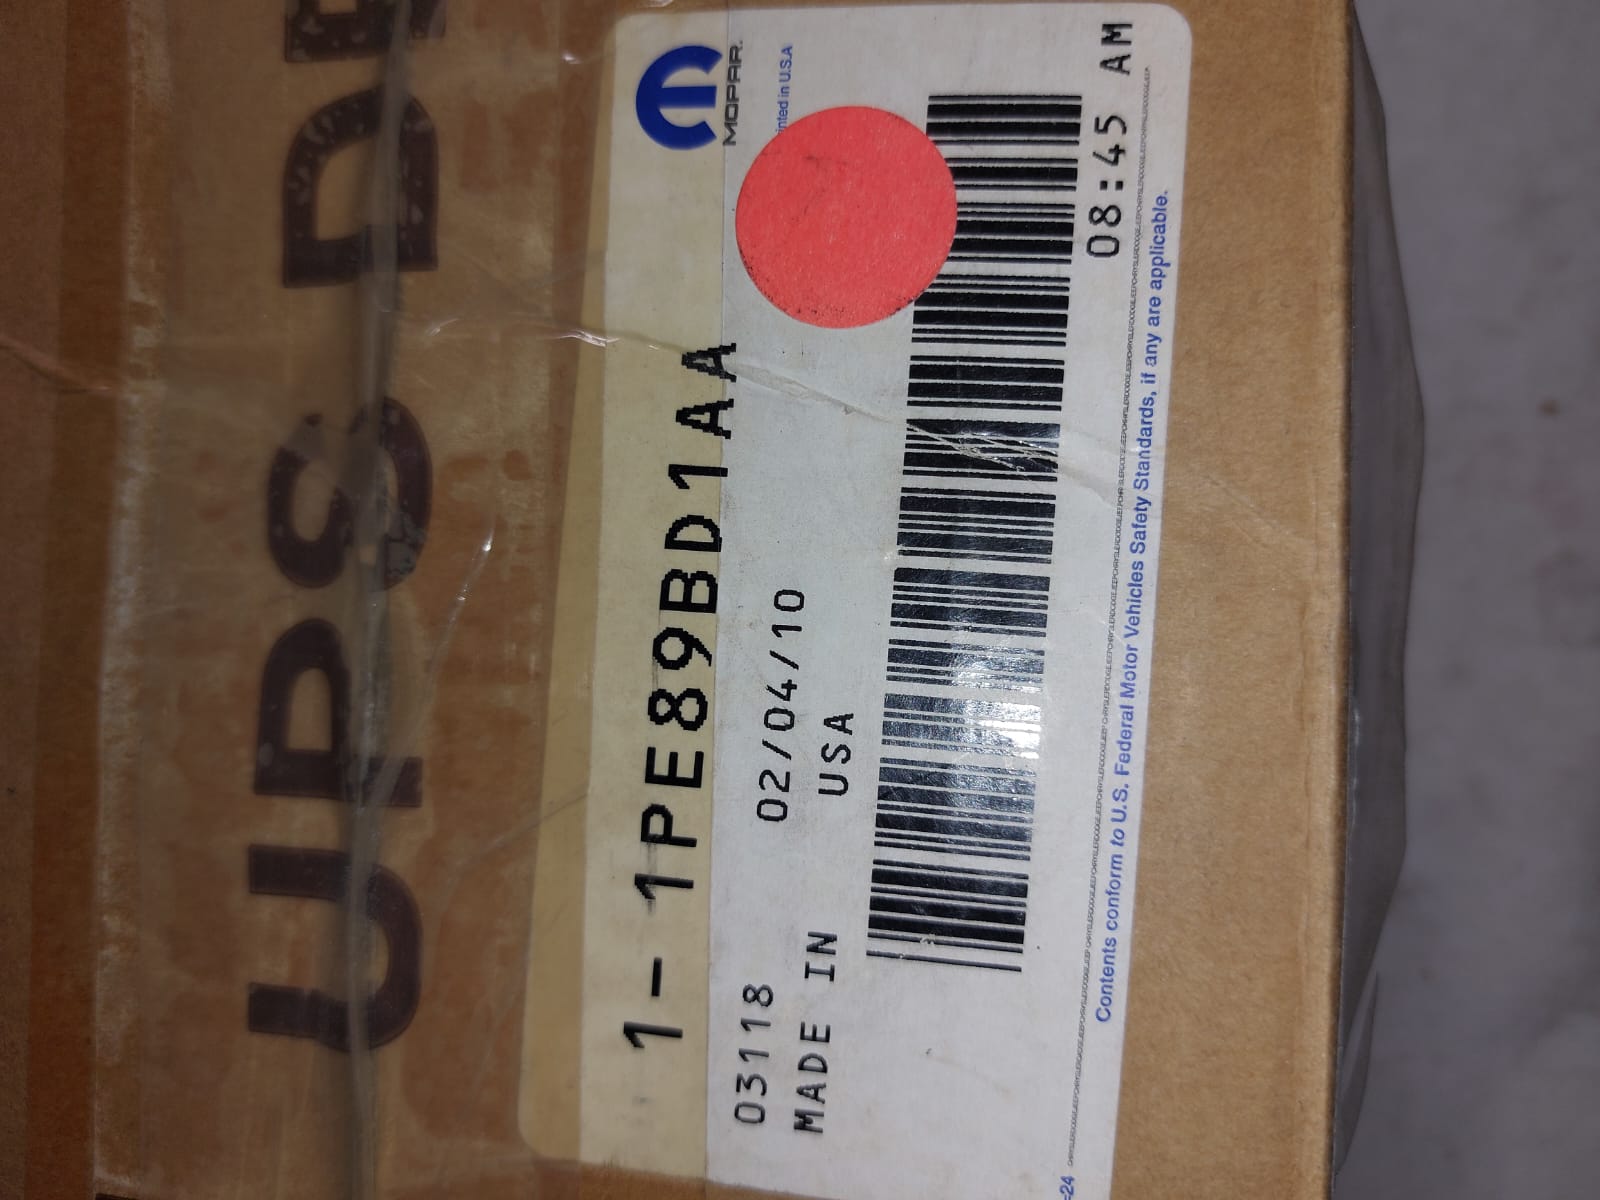 UPS
MOPAR.
inted in U.S.A
1-1PE89BD1AA
03118 02/04/10
MADE IN USA
08:45 AM
Contents conform to U.S. Federal Motor Vehicles Safety Standards, if any are applicable.